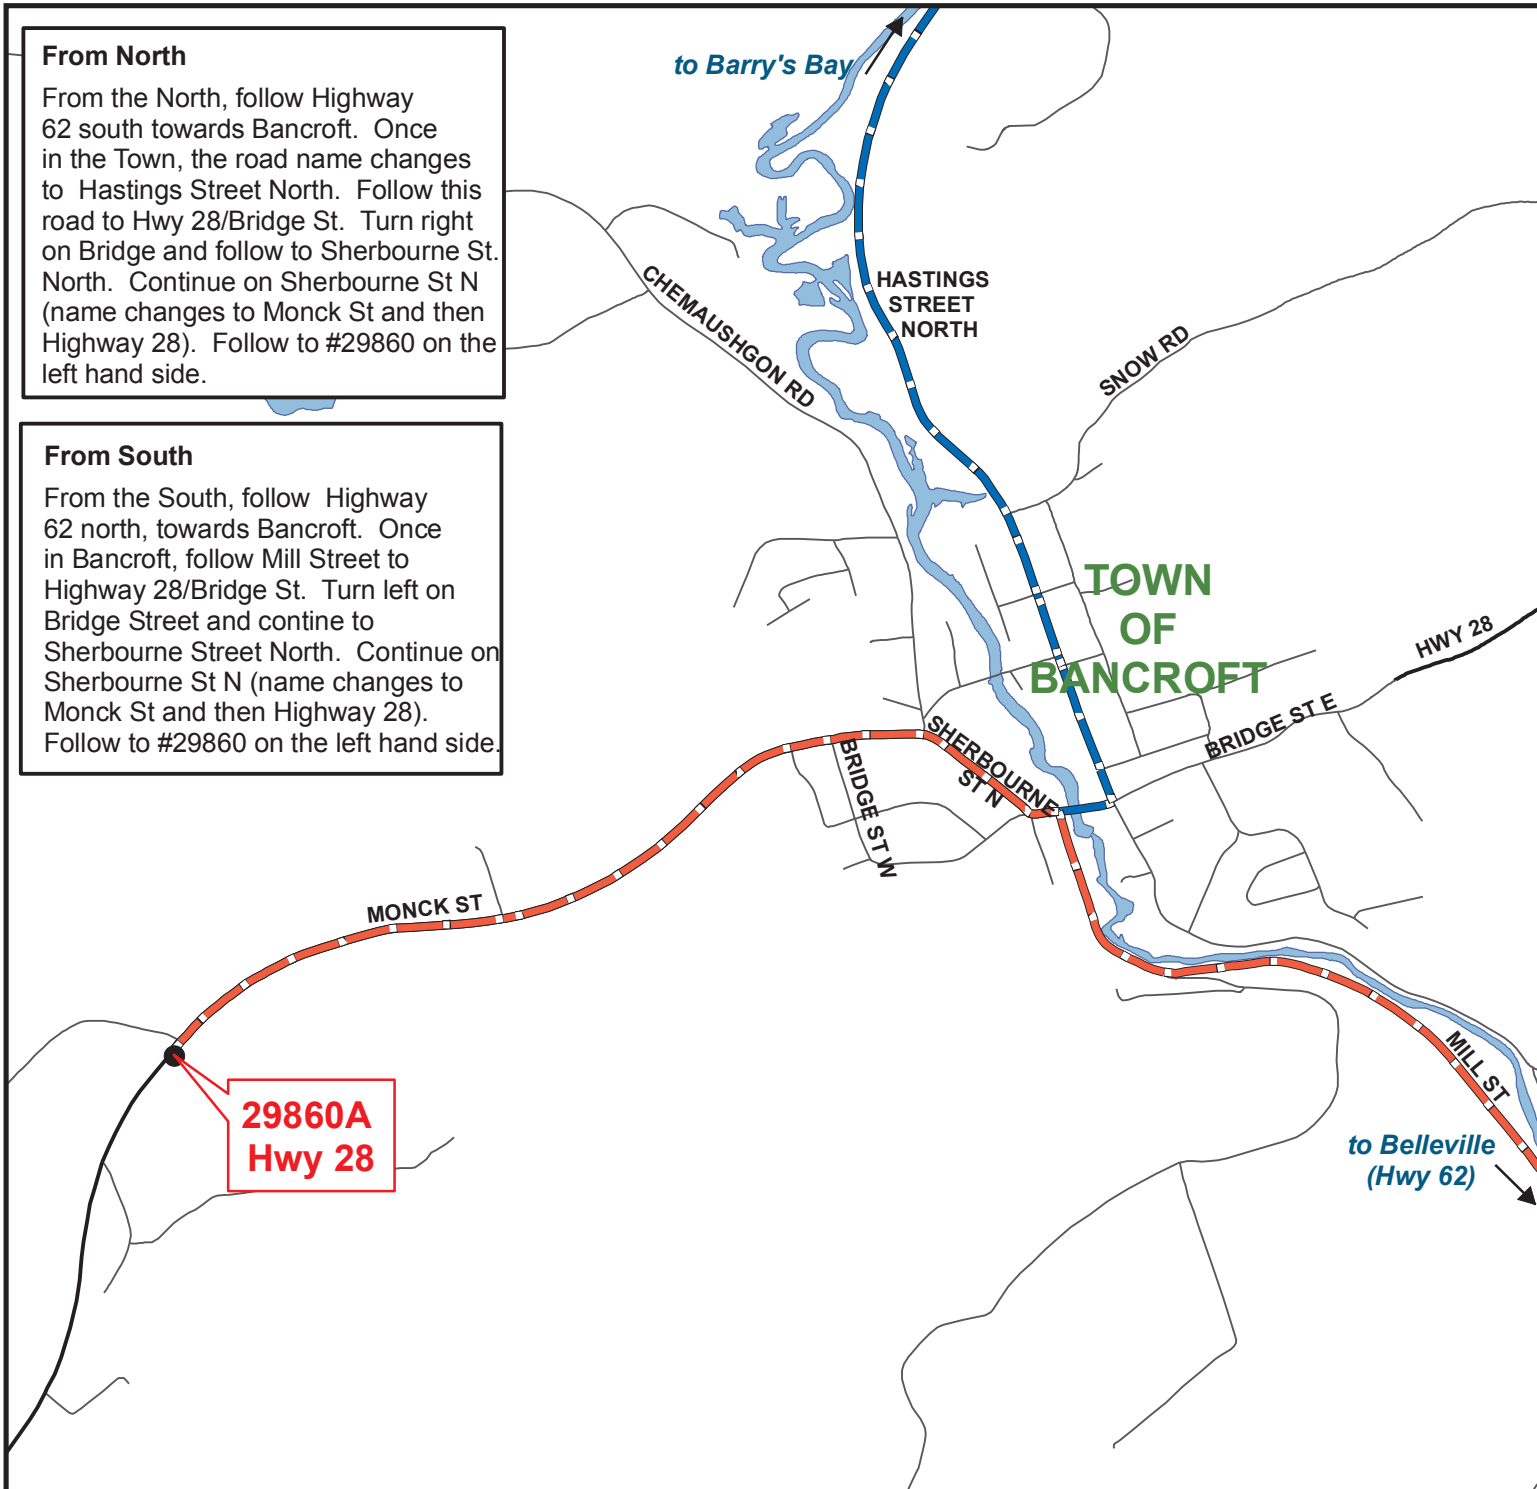 From North
From the North, follow Highway
62 south towards Bancroft. Once
in the Town, the road name changes
to Hastings Street North. Follow this
road to Hwy 28/Bridge St. Turn right
on Bridge and follow to Sherbourne St.
North. Continue on Sherbourne St N
(name changes to Monck St and then
Highway 28). Follow to #29860 on the
left hand side.
From South
From the South, follow Highway
62 north, towards Bancroft. Once
in Bancroft, follow Mill Street to
Highway 28/Bridge St. Turn left on
Bridge Street and contine to
Sherbourne Street North. Continue on
Sherbourne St N (name changes to
Monck St and then Highway 28).
Follow to #29860 on the left hand side.
to Barry's Bay
CHEMAUSHGON RD
HASTINGS
STREET
NORTH
SNOW RD
TOWN
OF
BANCROFT
HWY 28
BRIDGE ST E
SHERBOURNE
ST N
BRIDGE ST W
MONCK ST
29860A
Hwy 28
MILL ST
to Belleville
(Hwy 62)